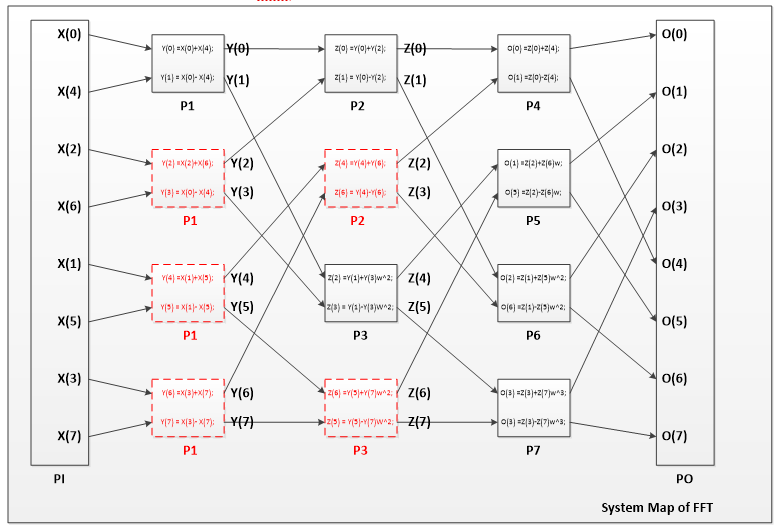 X(0)
X(4)
X(2)
X(6)
X(1)
X(5)
X(3)
X(7)
PI
Y(0) =X(0)+X(4);
Y(1) = X(0)- X(4);
P1
Y(2) =X(2)+X(6);
Y(3) = X(0)- X(4);
P1
Y(4) =X(1)+X(5);
Y(5) = X(1)- X(5);
P1
Y(6) =X(3)+X(7);
Y(7) = X(3)- X(7);
P1
Y(0)
Y(1)
Y(2)
Y(3)
Y(4)
Y(5)
Y(6)
Y(7)
Z(0) =Y(0)+Y(2);
Z(1) = Y(0)-Y(2);
P2
Z(4) =Y(4)+Y(6);
Z(6) = Y(4)-Y(6);
P2
Z(2) =Y(1)+Y(3)w^2;
Z(3) = Y(1)-Y(3)W^2;
P3
Z(6) =Y(5)+Y(7)w^2;
Z(5) = Y(5)-Y(7)W^2;
P3
Z(0)
Z(1)
Z(2)
Z(3)
Z(4)
Z(5)
Z(6)
Z(7)
O(0) =Z(0)+Z(4);
O(1) =Z(0)-Z(4);
P4
O(1) =Z(2)+Z(6)w;
O(5) =Z(2)-Z(6)w;
P5
O(2) =Z(1)+Z(5)w^2;
O(6) =Z(1)-Z(5)w^2;
P6
O(3) =Z(3)+Z(7)w^3;
O(3) =Z(3)-Z(7)w^3;
P7
O(0)
O(1)
O(2)
O(3)
O(4)
O(5)
O(6)
O(7)
PO
System Map of FFT